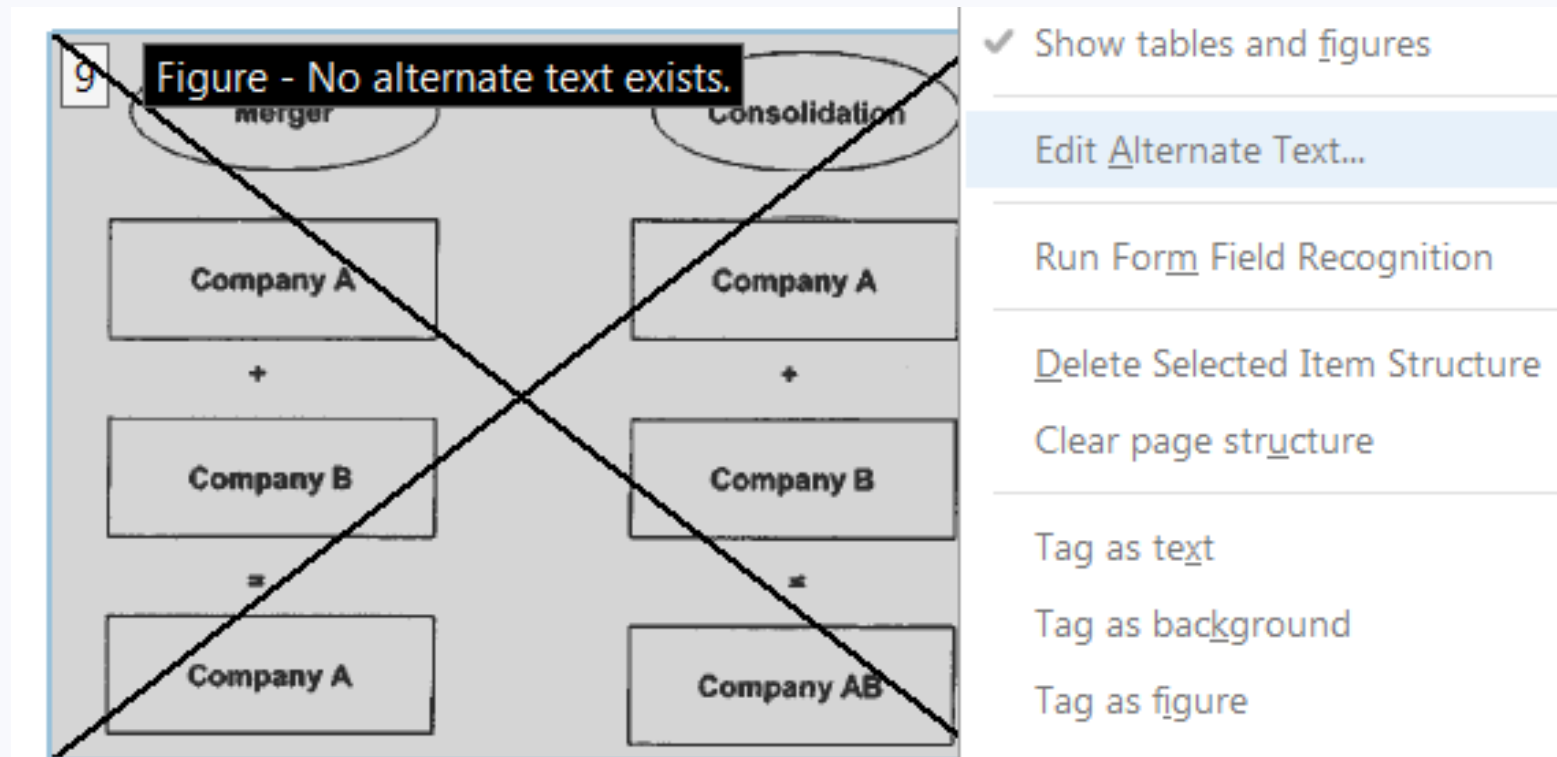 9
Figure - No alternate text exists.
Merger
Consolidation
Company A
Company A
+
+
Company B
Company B
=
=
Company A
Company AB
Show tables and figures
Edit Alternate Text...
Run Form Field Recognition
Delete Selected Item Structure
Clear page structure
Tag as text
Tag as background
Tag as figure